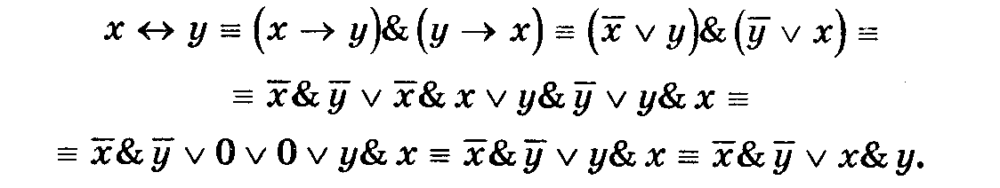 x ↔ y ≡ (x → y)&(y → x) ≡ (x̅ ∨ y)&(y̅ ∨ x) ≡
≡ x̅& y̅ ∨ x̅& x ∨ y& y̅ ∨ y& x ≡
≡ x̅& y̅ ∨ 0 ∨ 0 ∨ y& x ≡ x̅& y̅ ∨ y& x ≡ x̅& y̅ ∨ x& y.